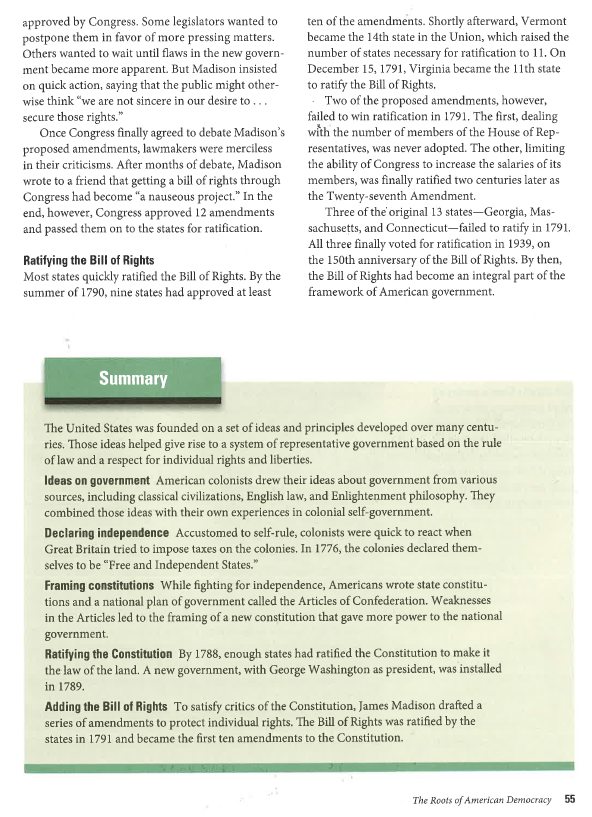 approved by Congress. Some legislators wanted to
postpone them in favor of more pressing matters.
Others wanted to wait until flaws in the new govern-
ment became more apparent. But Madison insisted
on quick action, saying that the public might other-
wise think “we are not sincere in our desire to . . .
secure those rights.”
Once Congress finally agreed to debate Madison’s
proposed amendments, lawmakers were merciless
in their criticisms. After months of debate, Madison
wrote to a friend that getting a bill of rights through
Congress had become “a nauseous project.” In the
end, however, Congress approved 12 amendments
and passed them on to the states for ratification.
Ratifying the Bill of Rights
Most states quickly ratified the Bill of Rights. By the
summer of 1790, nine states had approved at least
ten of the amendments. Shortly afterward, Vermont
became the 14th state in the Union, which raised the
number of states necessary for ratification to 11. On
December 15, 1791, Virginia became the 11th state
to ratify the Bill of Rights.
Two of the proposed amendments, however,
failed to win ratification in 1791. The first, dealing
with the number of members of the House of Rep-
resentatives, was never adopted. The other, limiting
the ability of Congress to increase the salaries of its
members, was finally ratified two centuries later as
the Twenty-seventh Amendment.
Three of the original 13 states—Georgia, Mas-
sachusetts, and Connecticut—failed to ratify in 1791.
All three finally voted for ratification in 1939, on
the 150th anniversary of the Bill of Rights. By then,
the Bill of Rights had become an integral part of the
framework of American government.
Summary
The United States was founded on a set of ideas and principles developed over many centu-
ries. Those ideas helped give rise to a system of representative government based on the rule
of law and a respect for individual rights and liberties.
Ideas on government American colonists drew their ideas about government from various
sources, including classical civilizations, English law, and Enlightenment philosophy. They
combined those ideas with their own experiences in colonial self-government.
Declaring independence Accustomed to self-rule, colonists were quick to react when
Great Britain tried to impose taxes on the colonies. In 1776, the colonies declared them-
selves to be “Free and Independent States.”
Framing constitutions While fighting for independence, Americans wrote state constitu-
tions and a national plan of government called the Articles of Confederation. Weaknesses
in the Articles led to the framing of a new constitution that gave more power to the national
government.
Ratifying the Constitution By 1788, enough states had ratified the Constitution to make it
the law of the land. A new government, with George Washington as president, was installed
in 1789.
Adding the Bill of Rights To satisfy critics of the Constitution, James Madison drafted a
series of amendments to protect individual rights. The Bill of Rights was ratified by the
states in 1791 and became the first ten amendments to the Constitution.
The Roots of American Democracy 55